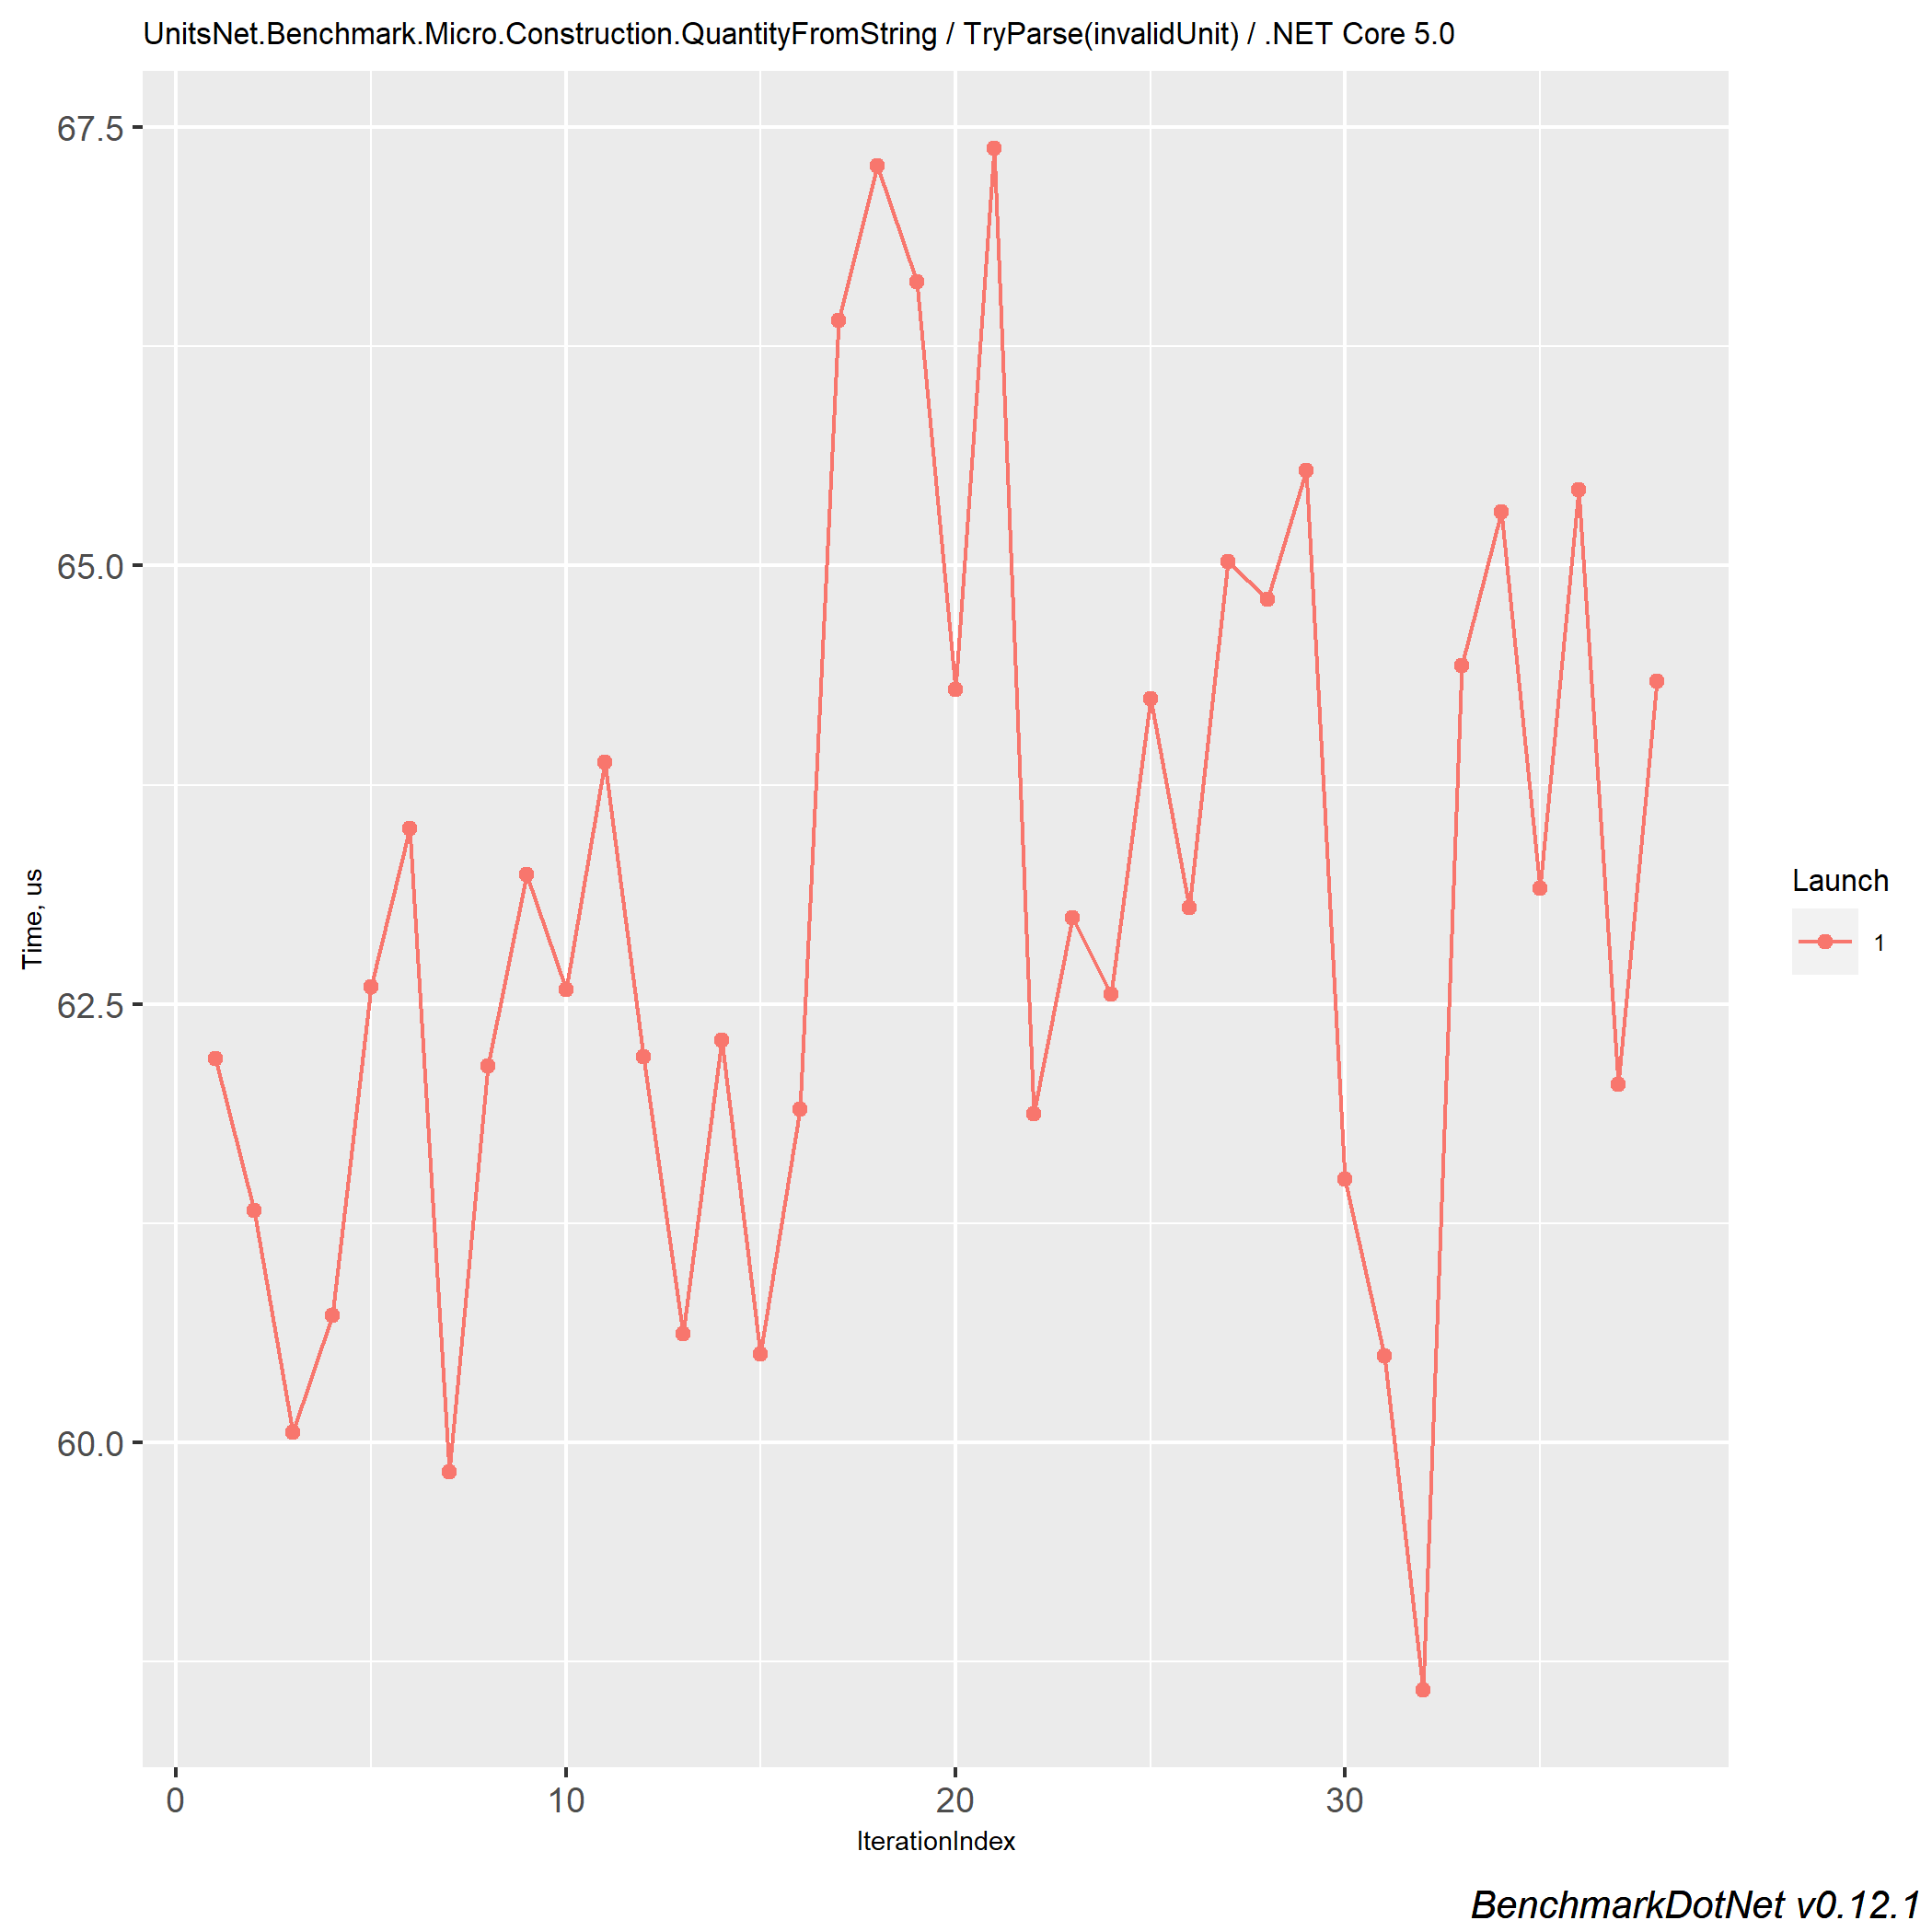 UnitsNet.Benchmark.Micro.Construction.QuantityFromString / TryParse(invalidUnit) / .NET Core 5.0
67.5
65.0
62.5
60.0
Time, us
0 10 20 30
IterationIndex
Launch
1
BenchmarkDotNet v0.12.1